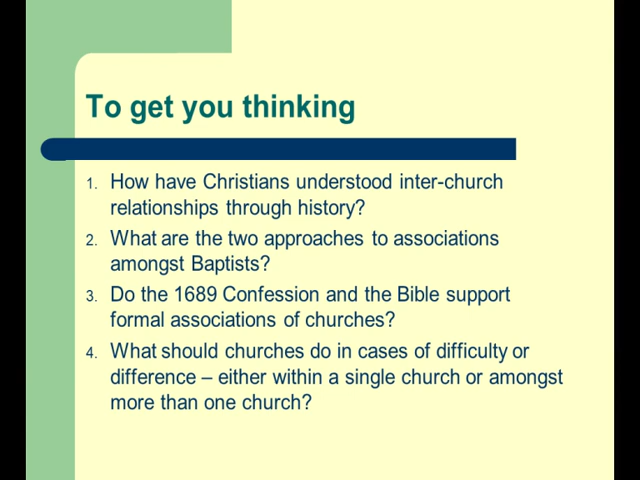 To get you thinking
1. How have Christians understood inter-church
relationships through history?
2. What are the two approaches to associations
amongst Baptists?
3. Do the 1689 Confession and the Bible support
formal associations of churches?
4. What should churches do in cases of difficulty or
difference – either within a single church or amongst
more than one church?